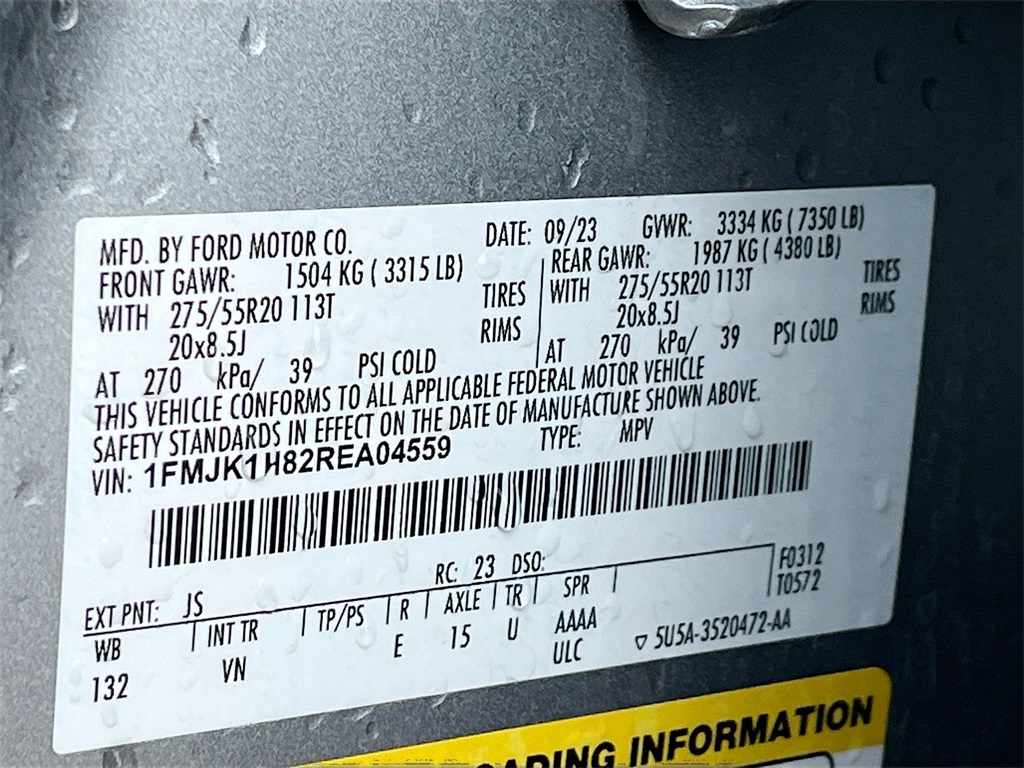 MFD. BY FORD MOTOR CO. DATE: 09/23 GVWR: 3334 KG ( 7350 LB)
FRONT GAWR: 1504 KG ( 3315 LB) REAR GAWR: 1987 KG ( 4380 LB)
WITH 275/55R20 113T TIRES WITH 275/55R20 113T TIRES
20x8.5J RIMS 20x8.5J RIMS
AT 270 kPa/ 39 PSI COLD AT 270 kPa/ 39 PSI COLD
THIS VEHICLE CONFORMS TO ALL APPLICABLE FEDERAL MOTOR VEHICLE
SAFETY STANDARDS IN EFFECT ON THE DATE OF MANUFACTURE SHOWN ABOVE.
VIN: 1FMJK1H82REA04559 TYPE: MPV
F0312
EXT PNT: JS RC: 23 DSO: T0572
WB INT TR TP/PS R AXLE TR SPR
132 VN E 15 U AAAA
ULC ▽ 5U5A-3520472-AA
INFORMATION